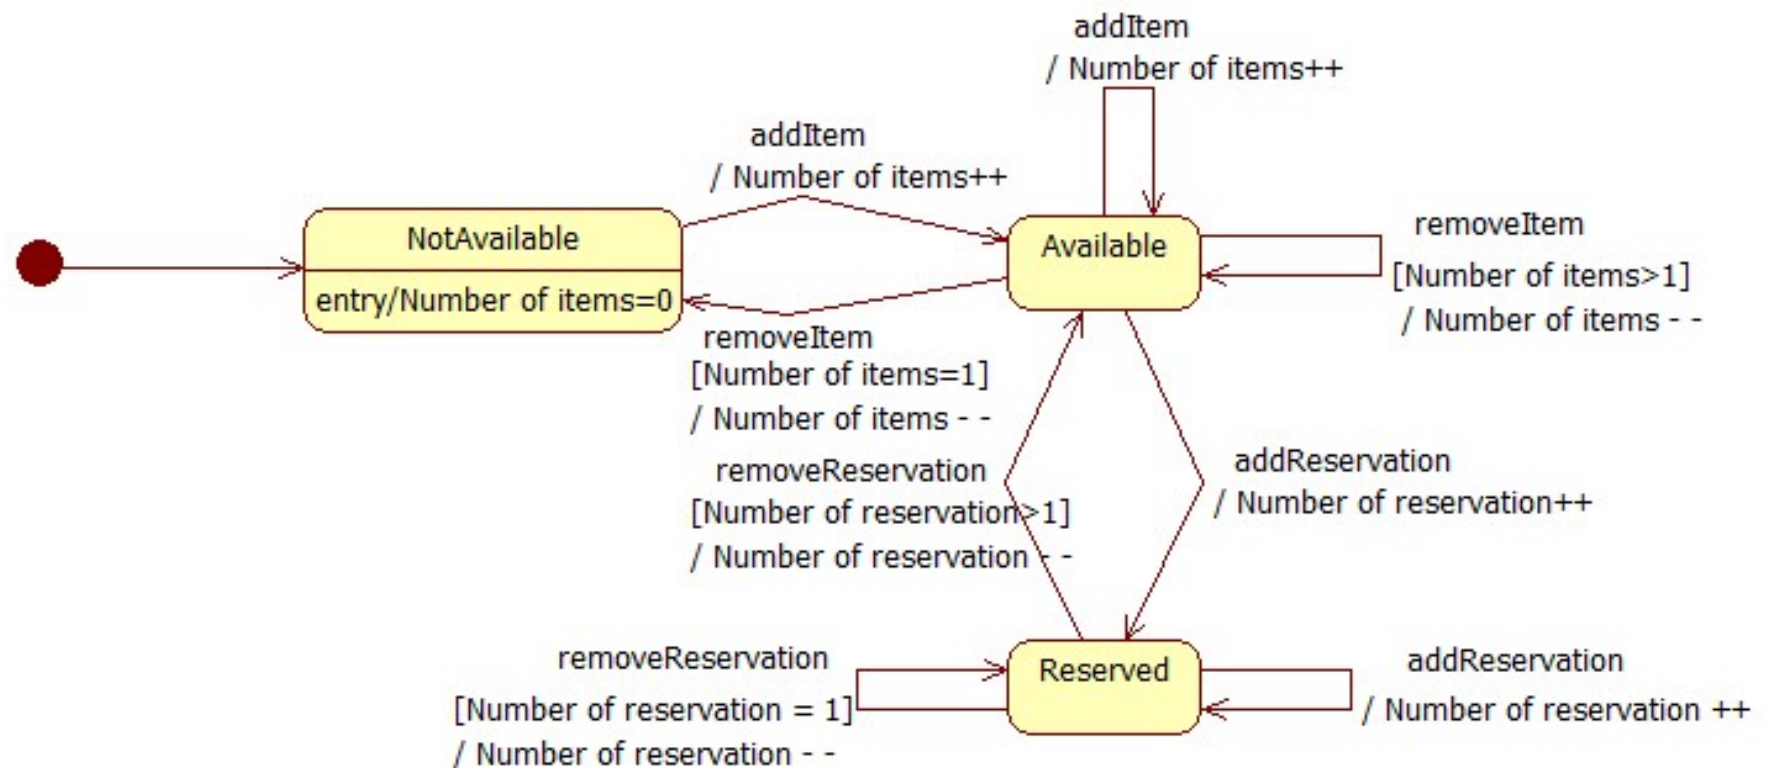 addItem
/ Number of items++
addItem
/ Number of items++
NotAvailable
entry/Number of items=0
Available
removeItem
[Number of items>1]
/ Number of items - -
removeItem
[Number of items=1]
/ Number of items - -
removeReservation
[Number of reservation>1]
/ Number of reservation - -
addReservation
/ Number of reservation++
removeReservation
[Number of reservation = 1]
/ Number of reservation - -
Reserved
addReservation
/ Number of reservation ++